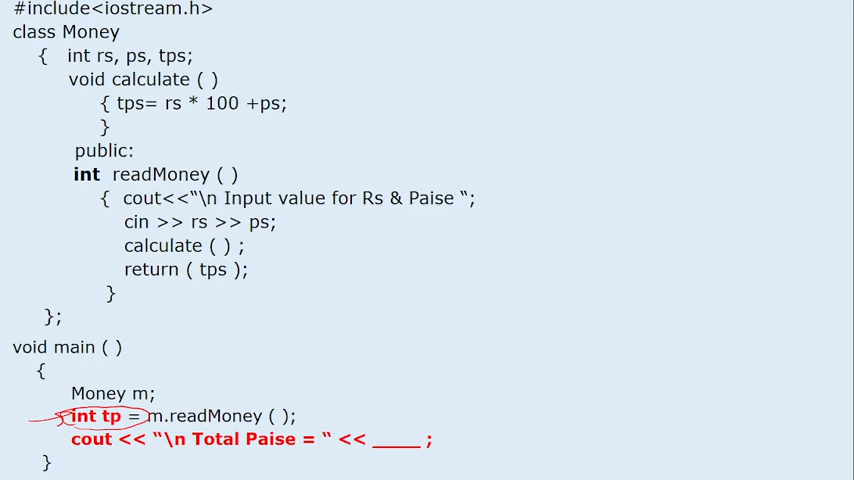 #include<iostream.h>
class Money
{ int rs, ps, tps;
void calculate ( )
{ tps= rs * 100 +ps;
}
public:
int readMoney ( )
{ cout<<“\n Input value for Rs & Paise “;
cin >> rs >> ps;
calculate ( ) ;
return ( tps );
}
};
void main ( )
{
Money m;
int tp = m.readMoney ( );
cout << “\n Total Paise = “ << _____ ;
}